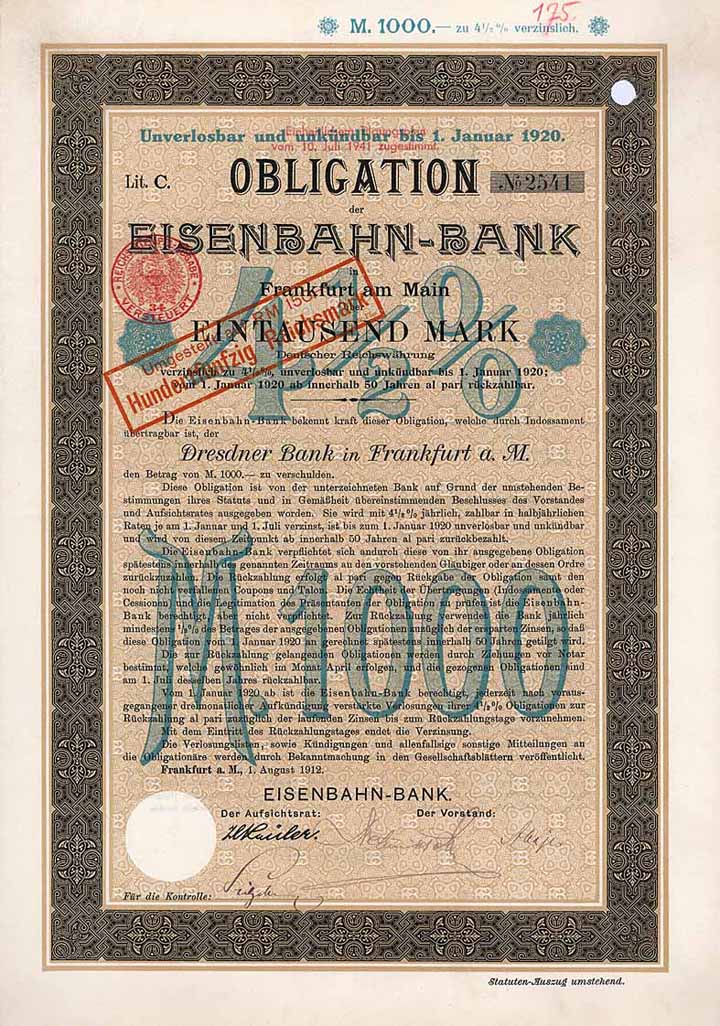 175.
M. 1000.— zu 4½% verzinslich.
Unverlosbar und unkündbar bis 1. Januar 1920.
vom 10. Juli 1941 zugestimmt.
Lit. C. OBLIGATION № 2541
der
EISENBAHN-BANK
in
Frankfurt am Main
über
EINTAUSEND MARK
Deutscher Reichswährung
verzinslich zu 4½%, unverlosbar und unkündbar bis 1. Januar 1920;
vom 1. Januar 1920 ab innerhalb 50 Jahren al pari rückzahlbar.
4½%
VERSTEUERT
Umgestellt auf RM 150.
Hundertfünfzig Reichsmark
Die Eisenbahn-Bank bekennt kraft dieser Obligation, welche durch Indossament
übertragbar ist, der
Dresdner Bank in Frankfurt a. M.
den Betrag von M. 1000.— zu verschulden.
Diese Obligation ist von der unterzeichneten Bank auf Grund der umstehenden Be-
stimmungen ihres Statuts und in Gemäßheit übereinstimmenden Beschlusses des Vorstandes
und Aufsichtsrates ausgegeben worden. Sie wird mit 4½% jährlich, zahlbar in halbjährlichen
Raten je am 1. Januar und 1. Juli verzinst, ist bis zum 1. Januar 1920 unverlosbar und unkündbar
und wird von diesem Zeitpunkt ab innerhalb 50 Jahren al pari zurückbezahlt.
Die Eisenbahn-Bank verpflichtet sich andurch diese von ihr ausgegebene Obligation
spätestens innerhalb des genannten Zeitraums an den vorstehenden Gläubiger oder an dessen Ordre
zurückzuzahlen. Die Rückzahlung erfolgt al pari gegen Rückgabe der Obligation mit den
noch nicht verfallenen Coupons und Talon. Die Echtheit der Übertragungen (Indossamente oder
Cessionen) und die Legitimation des Präsentanten der Obligation zu prüfen ist die Eisenbahn-
Bank berechtigt, aber nicht verpflichtet. Zur Rückzahlung verwendet die Bank jährlich
mindestens ½% des Betrages der ausgegebenen Obligationen zuzüglich der ersparten Zinsen, so daß
diese Obligation vom 1. Januar 1920 an gerechnet spätestens innerhalb 50 Jahren getilgt wird.
Die zur Rückzahlung gelangenden Obligationen werden durch Ziehungen vor Notar
bestimmt, die gewöhnlich im Monat April erfolgen, und die gezogenen Obligationen sind
am 1. Juli desselben Jahres rückzahlbar.
Vom 1. Januar 1920 ab ist die Eisenbahn-Bank berechtigt, jederzeit nach voraus-
gegangener dreimonatlicher Aufkündigung verstärkte Verlosungen ihrer 4½% Obligationen zur
Rückzahlung al pari zuzüglich der laufenden Zinsen bis zum Rückzahlungstage vorzunehmen.
Mit dem Eintritt des Rückzahlungstages endet die Verzinsung.
Die Verlosungslisten, sowie Kündigungen und allenfallsige sonstige Mitteilungen an
die Obligationäre werden durch Bekanntmachung in den Gesellschaftsblättern veröffentlicht.
M. 1000
Frankfurt a. M., 1. August 1912.
EISENBAHN-BANK.
Der Aufsichtsrat: Der Vorstand:
Für die Kontrolle:
Statuten-Auszug umstehend.